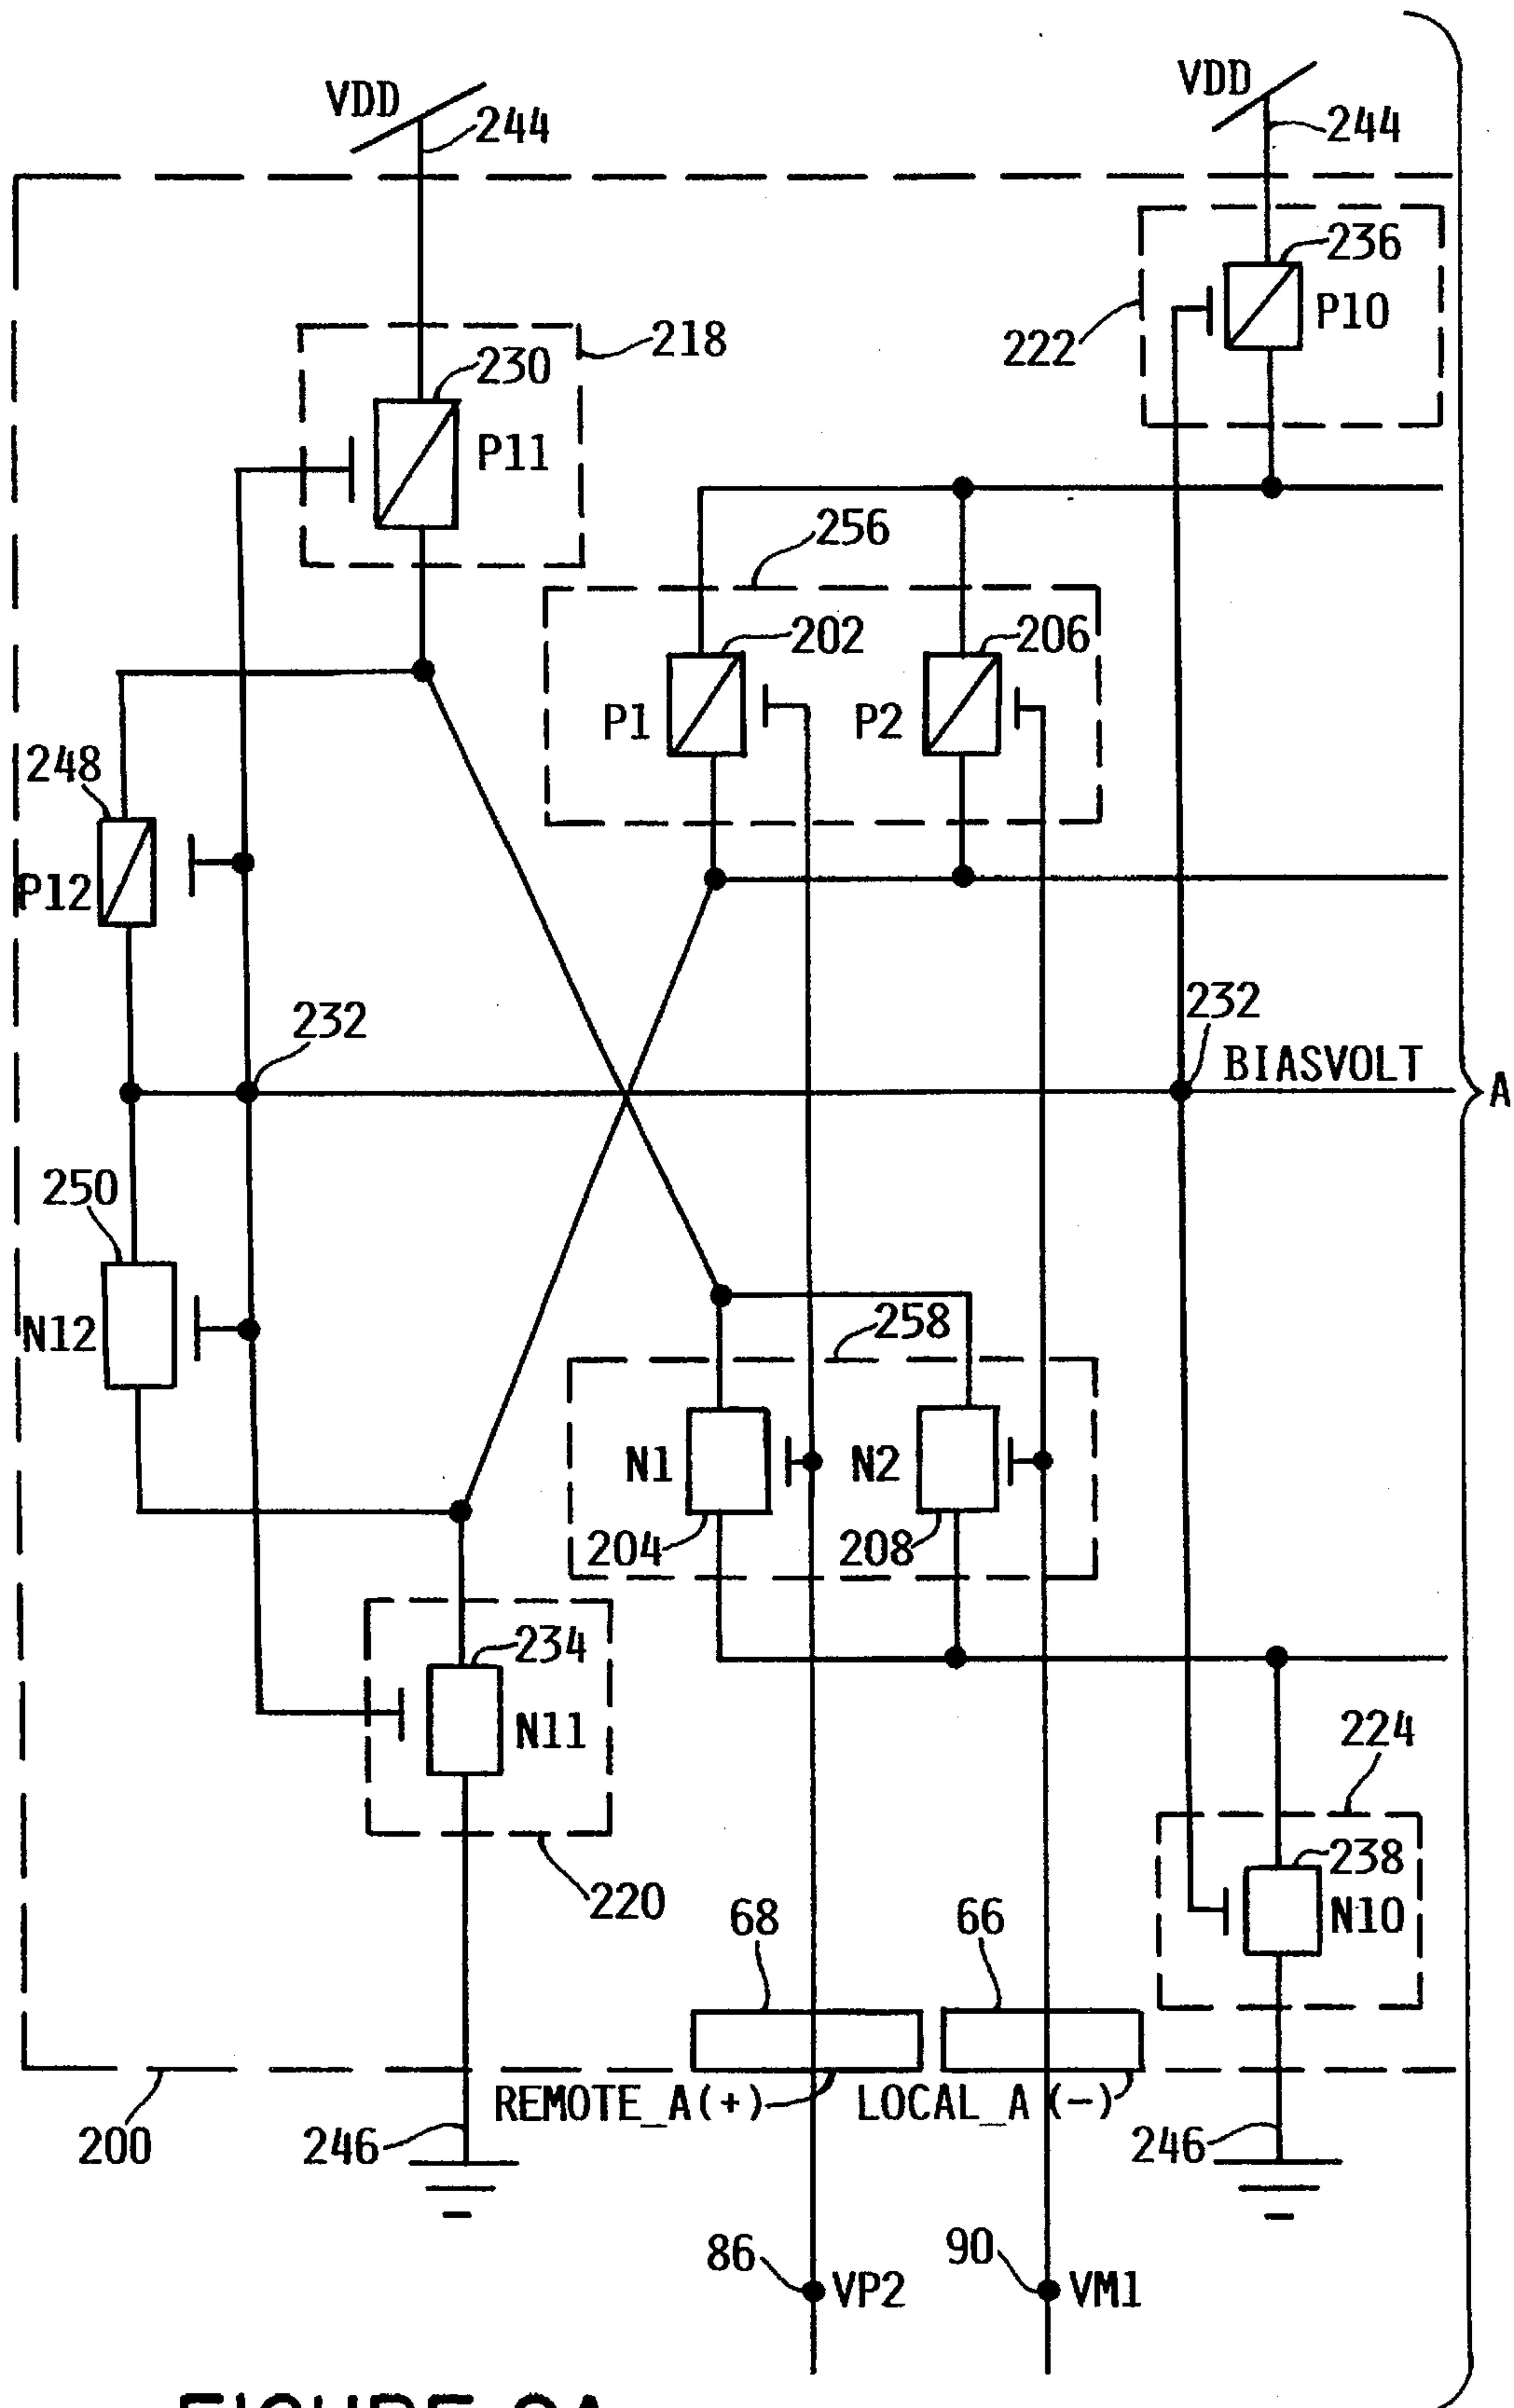 VDD
244
VDD
244
236
P10
222
218
230
P11
256
202
206
P1
P2
248
P12
232
232
BIASVOLT
A
250
N12
258
N1
N2
204
208
234
N11
224
238
N10
220
68
66
REMOTE_A(+)
LOCAL_A(-)
200
246
246
86
VP2
90
VM1